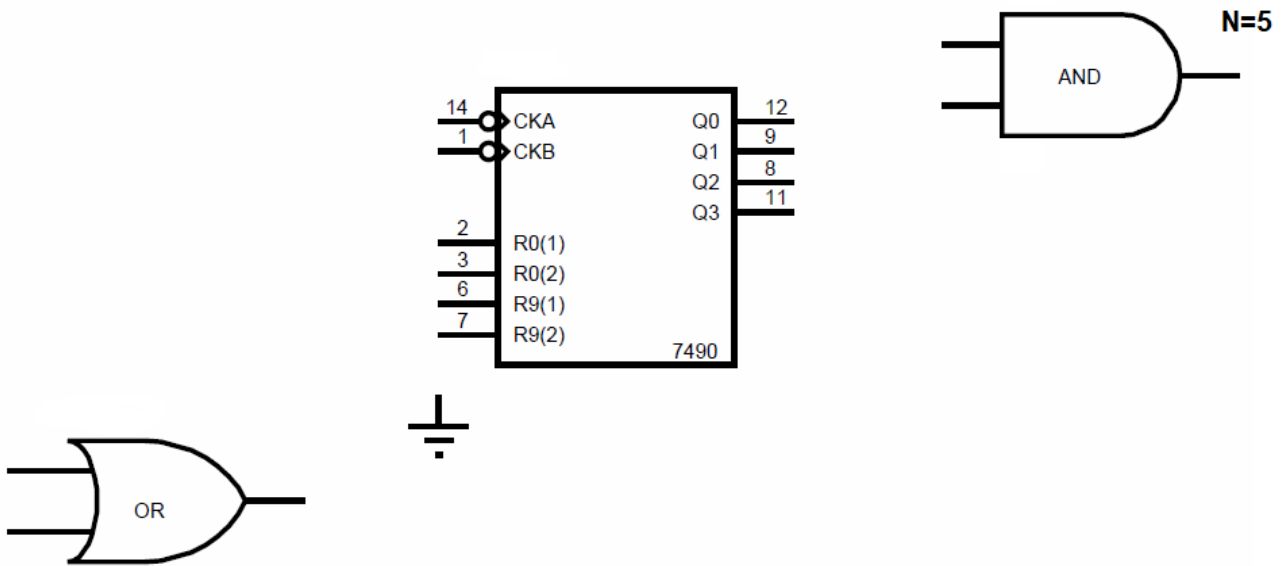 N=5
AND
14 CKA Q0 12
1 CKB Q1 9
Q2 8
Q3 11
2 R0(1)
3 R0(2)
6 R9(1)
7 R9(2)
7490
OR